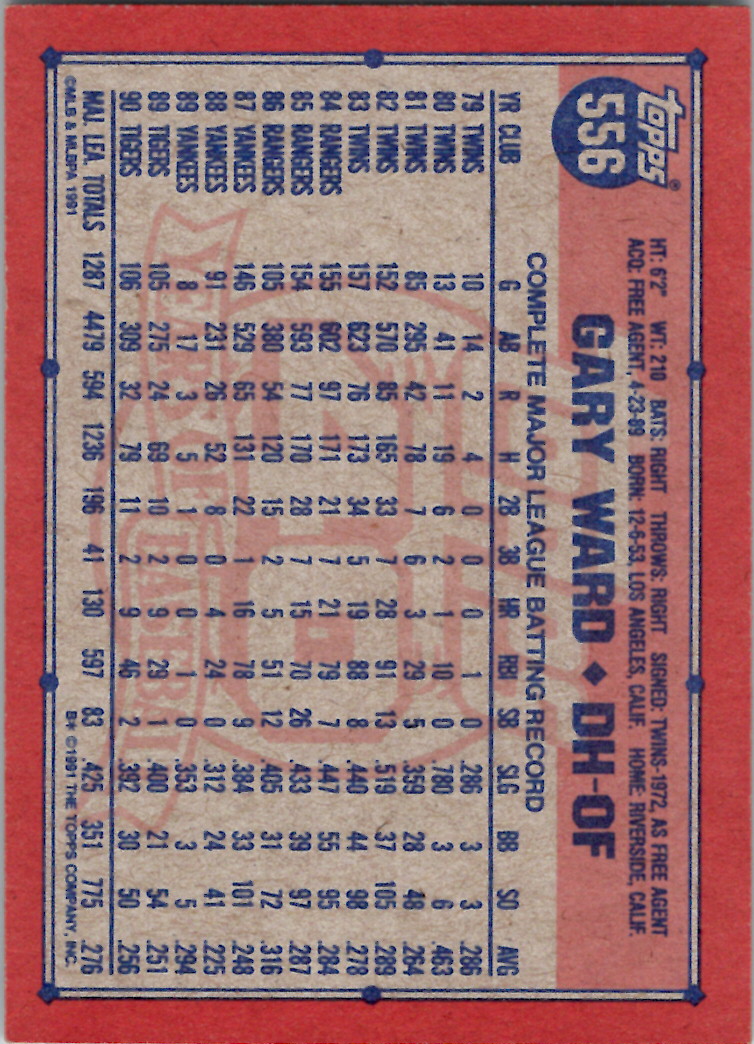 topps®
556
HT: 6'2" WT: 210 BATS: RIGHT THROWS: RIGHT SIGNED: TWINS-1972, AS FREE AGENT
ACQ: FREE AGENT, 4-23-89 BORN: 12-6-53, LOS ANGELES, CALIF. HOME: RIVERSIDE, CALIF.
GARY WARD ◆ DH-OF
COMPLETE MAJOR LEAGUE BATTING RECORD
YR CLUB G AB R H 2B 3B HR RBI SB SLG BB SO AVG
79 TWINS 10 14 2 4 0 0 0 1 0 .286 3 3 .286
80 TWINS 13 41 11 19 6 2 1 10 0 .780 3 6 .463
81 TWINS 85 295 42 78 7 6 3 29 5 .359 28 48 .264
82 TWINS 152 570 85 165 33 7 28 91 13 .519 37 105 .289
83 TWINS 157 623 76 173 34 5 19 88 8 .440 44 98 .278
84 RANGERS 155 602 97 171 21 7 21 79 7 .447 55 95 .284
85 RANGERS 154 593 77 170 28 7 15 70 26 .433 39 97 .287
86 RANGERS 105 380 54 120 15 2 5 51 12 .405 31 72 .316
87 YANKEES 146 529 65 131 22 1 16 78 9 .384 33 101 .248
88 YANKEES 91 231 26 52 8 0 4 24 0 .312 24 41 .225
89 YANKEES 8 17 3 5 1 0 0 1 0 .353 3 5 .294
89 TIGERS 105 275 24 69 10 2 9 29 1 .400 21 54 .251
90 TIGERS 106 309 32 79 11 2 9 46 2 .392 30 50 .256
MAJ. LEA. TOTALS 1287 4479 594 1236 196 41 130 597 83 .425 351 775 .276
©MLB & MLBPA 1991 B* ©1991 THE TOPPS COMPANY, INC.
YEARS OF BASEBALL